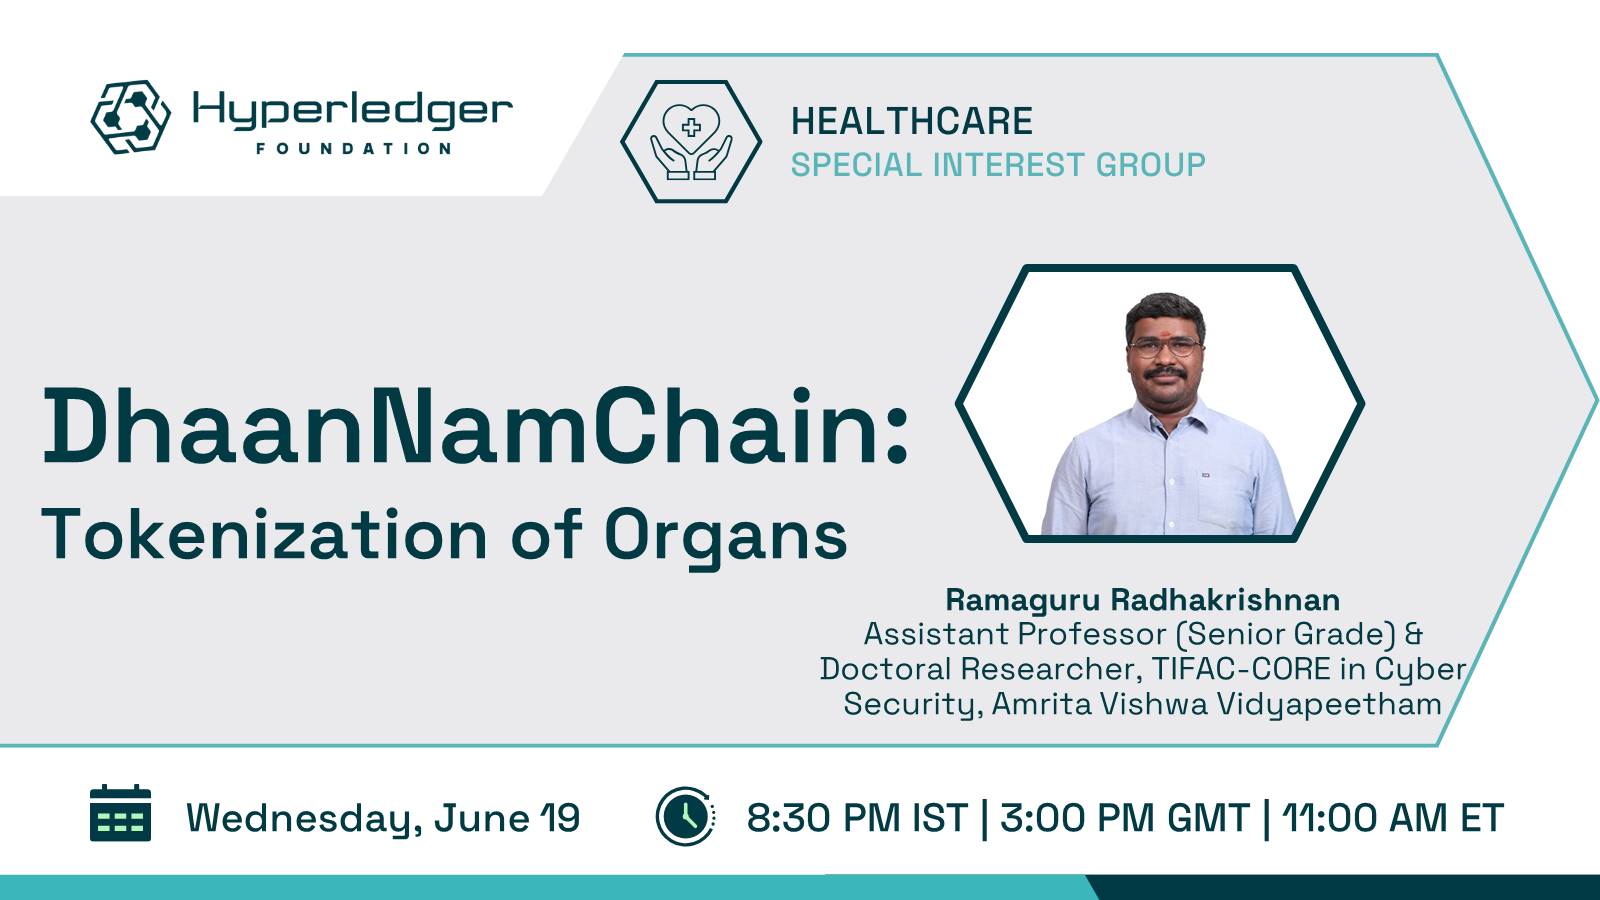 Hyperledger
FOUNDATION
HEALTHCARE
SPECIAL INTEREST GROUP
DhaanNamChain:
Tokenization of Organs
Ramaguru Radhakrishnan
Assistant Professor (Senior Grade) &
Doctoral Researcher, TIFAC-CORE in Cyber
Security, Amrita Vishwa Vidyapeetham
Wednesday, June 19
8:30 PM IST | 3:00 PM GMT | 11:00 AM ET